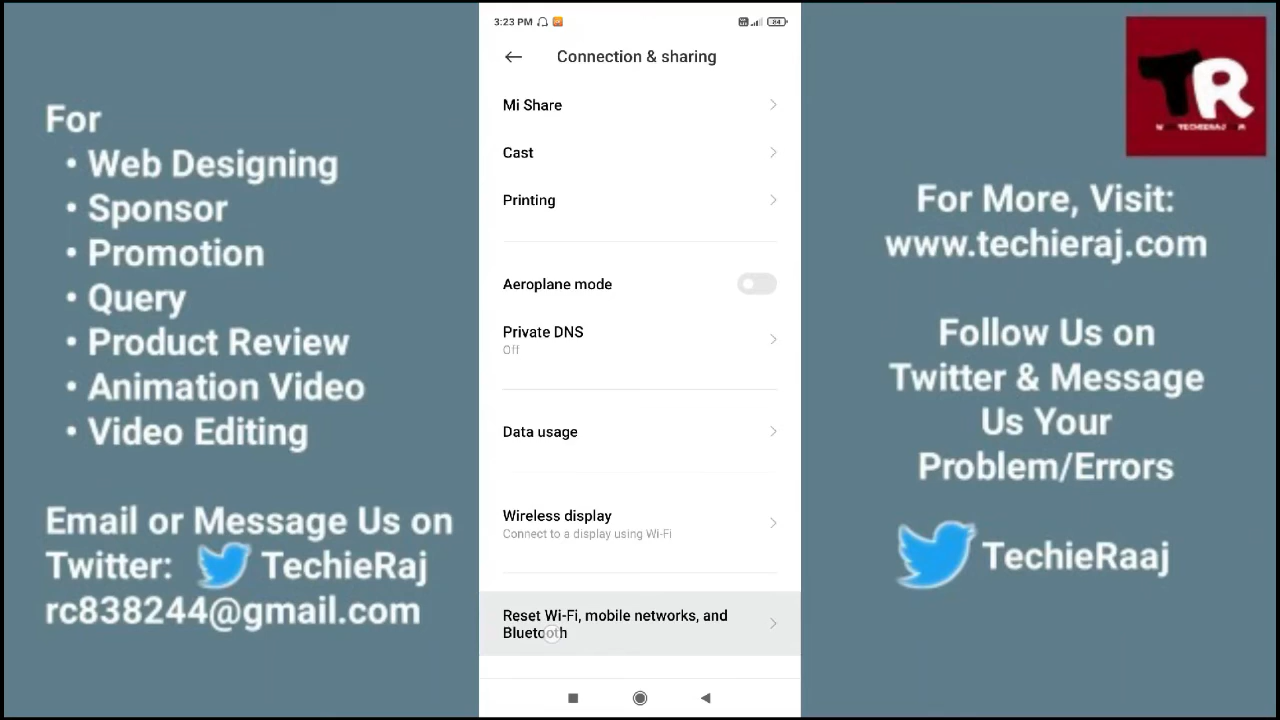 For
• Web Designing
• Sponsor
• Promotion
• Query
• Product Review
• Animation Video
• Video Editing
Email or Message Us on
Twitter: TechieRaj
rc838244@gmail.com
3:23 PM
84
Connection & sharing
Mi Share
Cast
Printing
Aeroplane mode
Private DNS
Off
Data usage
Wireless display
Connect to a display using Wi-Fi
Reset Wi-Fi, mobile networks, and
Bluetooth
TR
For More, Visit:
www.techieraj.com
Follow Us on
Twitter & Message
Us Your
Problem/Errors
TechieRaaj